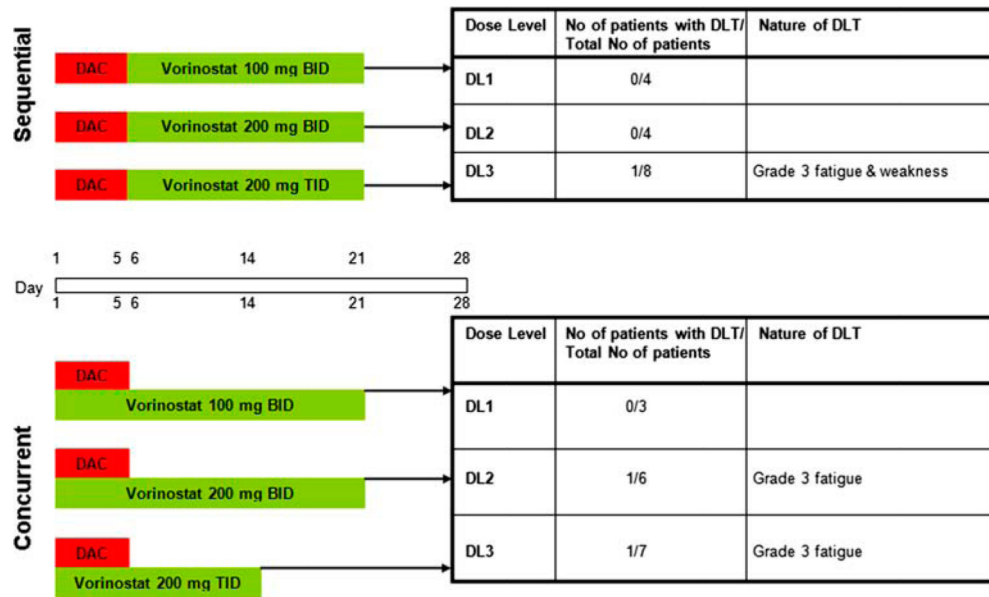 Sequential
DAC Vorinostat 100 mg BID
DAC Vorinostat 200 mg BID
DAC Vorinostat 200 mg TID
Dose Level No of patients with DLT/ Nature of DLT
Total No of patients
DL1 0/4
DL2 0/4
DL3 1/8 Grade 3 fatigue & weakness
1 5 6 14 21 28
Day
1 5 6 14 21 28
Concurrent
DAC
Vorinostat 100 mg BID
DAC
Vorinostat 200 mg BID
DAC
Vorinostat 200 mg TID
Dose Level No of patients with DLT/ Nature of DLT
Total No of patients
DL1 0/3
DL2 1/6 Grade 3 fatigue
DL3 1/7 Grade 3 fatigue